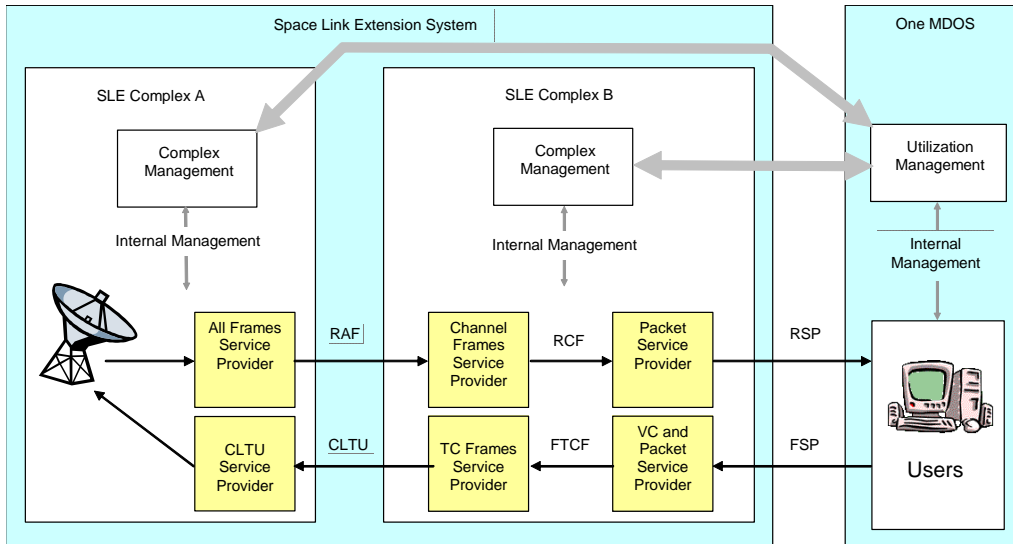 Space Link Extension System
One MDOS
SLE Complex A
SLE Complex B
Complex
Management
Complex
Management
Utilization
Management
Internal Management
Internal Management
Internal
Management
All Frames
Service
Provider
RAF
Channel
Frames
Service
Provider
RCF
Packet
Service
Provider
RSP
CLTU
Service
Provider
CLTU
TC Frames
Service
Provider
FTCF
VC and
Packet
Service
Provider
FSP
Users